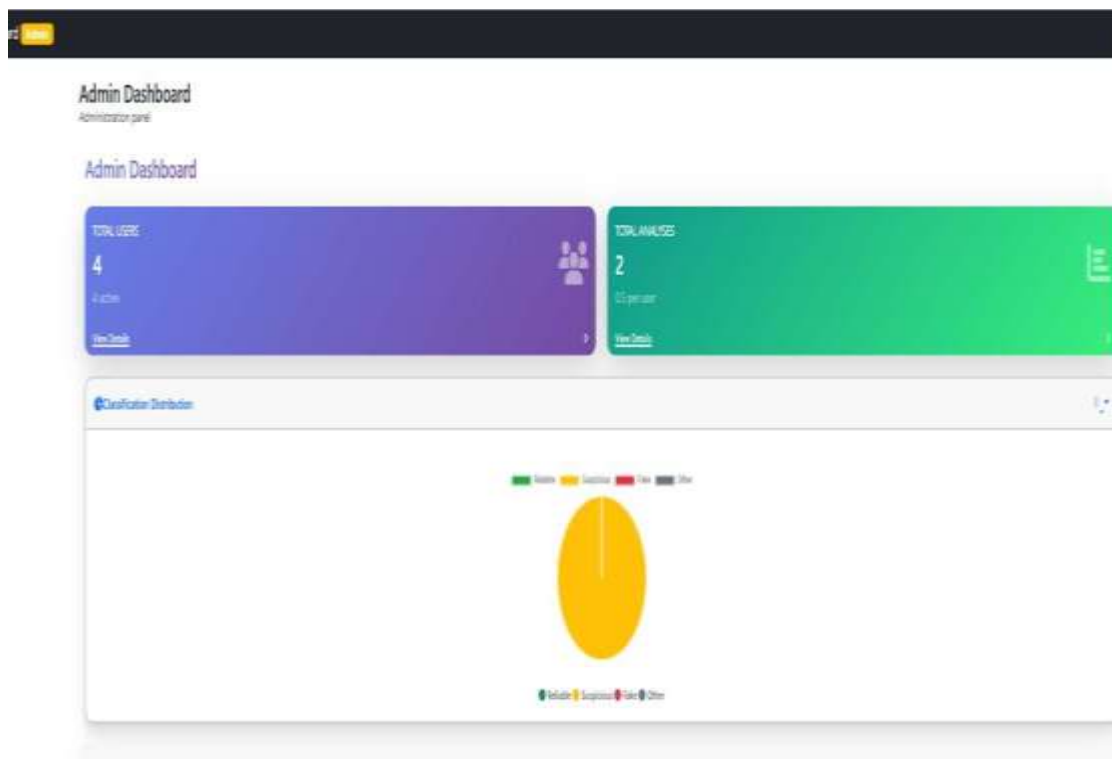 Admin
Admin Dashboard
Administration panel
Admin Dashboard
TOTAL USERS
4
4 active
View Details
TOTAL ANALYSES
2
0.5 per user
View Details
Classification Distribution
Reliable Suspicious Fake Other
Reliable Suspicious Fake Other